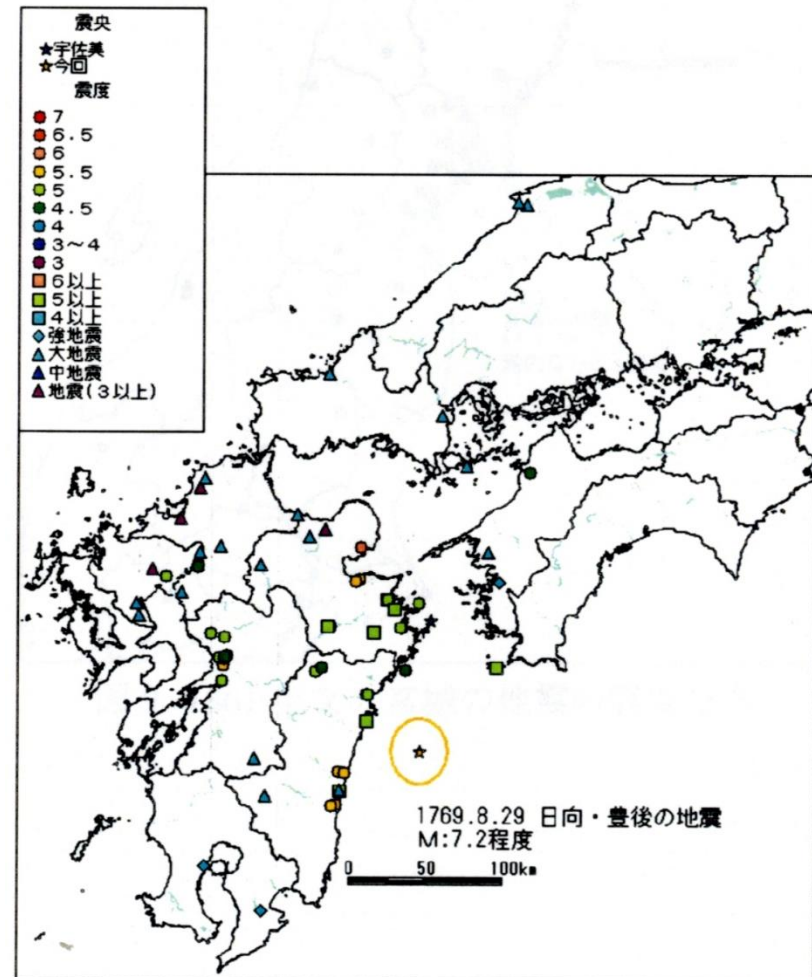 震央
★宇佐美
★今回
震度
7
6.5
6
5.5
5
4.5
4
3～4
3
6以上
5以上
4以上
強地震
大地震
中地震
地震(3以上)
1769.8.29 日向・豊後の地震
M:7.2程度
0 50 100km